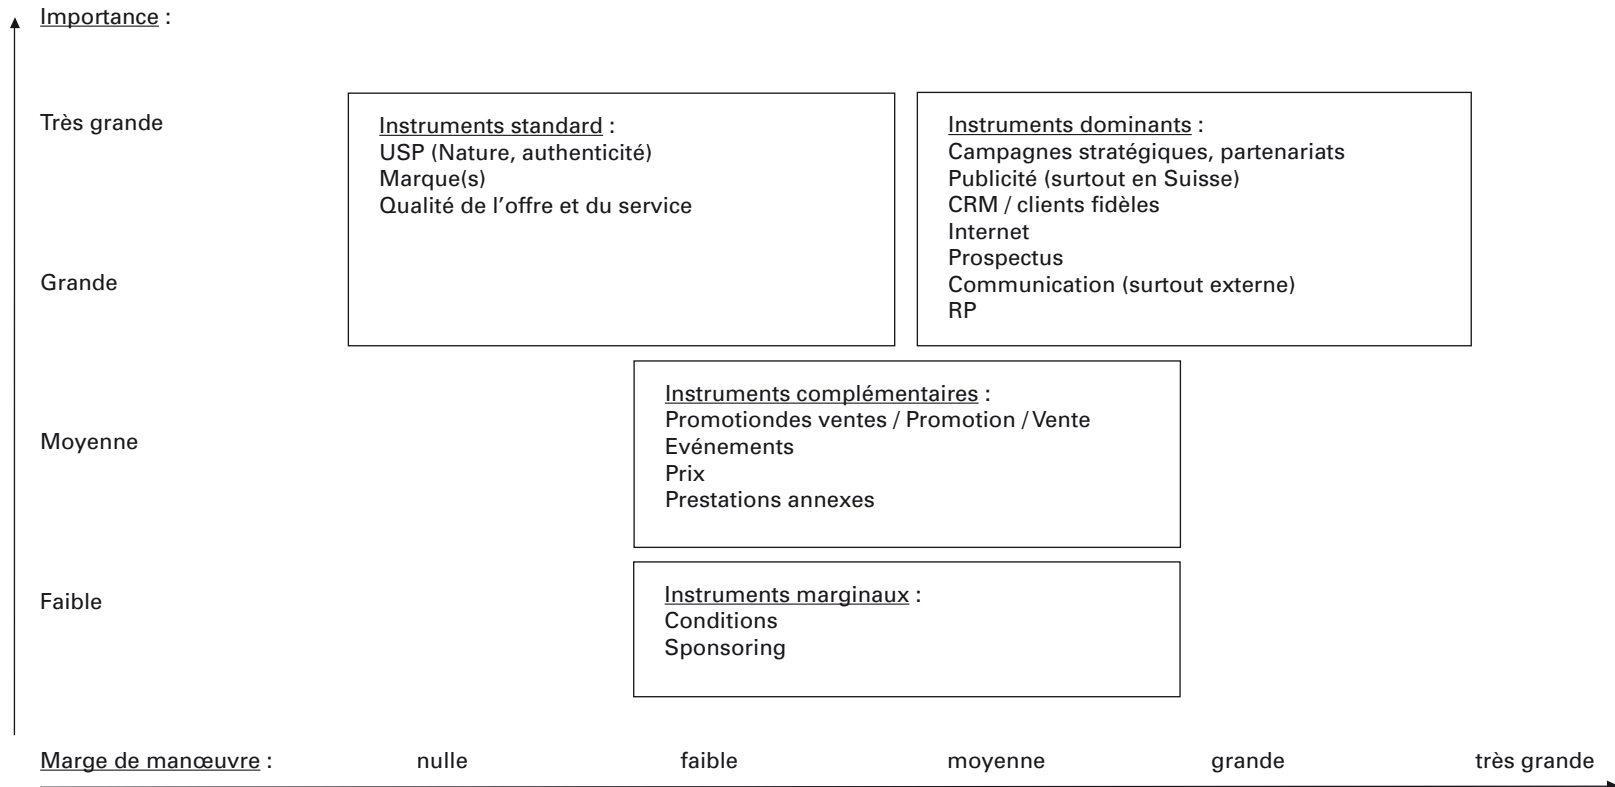 Importance :
Très grande
Instruments standard :
USP (Nature, authenticité)
Marque(s)
Qualité de l'offre et du service
Instruments dominants :
Campagnes stratégiques, partenariats
Publicité (surtout en Suisse)
CRM / clients fidèles
Internet
Prospectus
Communication (surtout externe)
RP
Grande
Instruments complémentaires :
Promotiondes ventes / Promotion / Vente
Evénements
Prix
Prestations annexes
Moyenne
Instruments marginaux :
Conditions
Sponsoring
Faible
Marge de manœuvre : nulle faible moyenne grande très grande